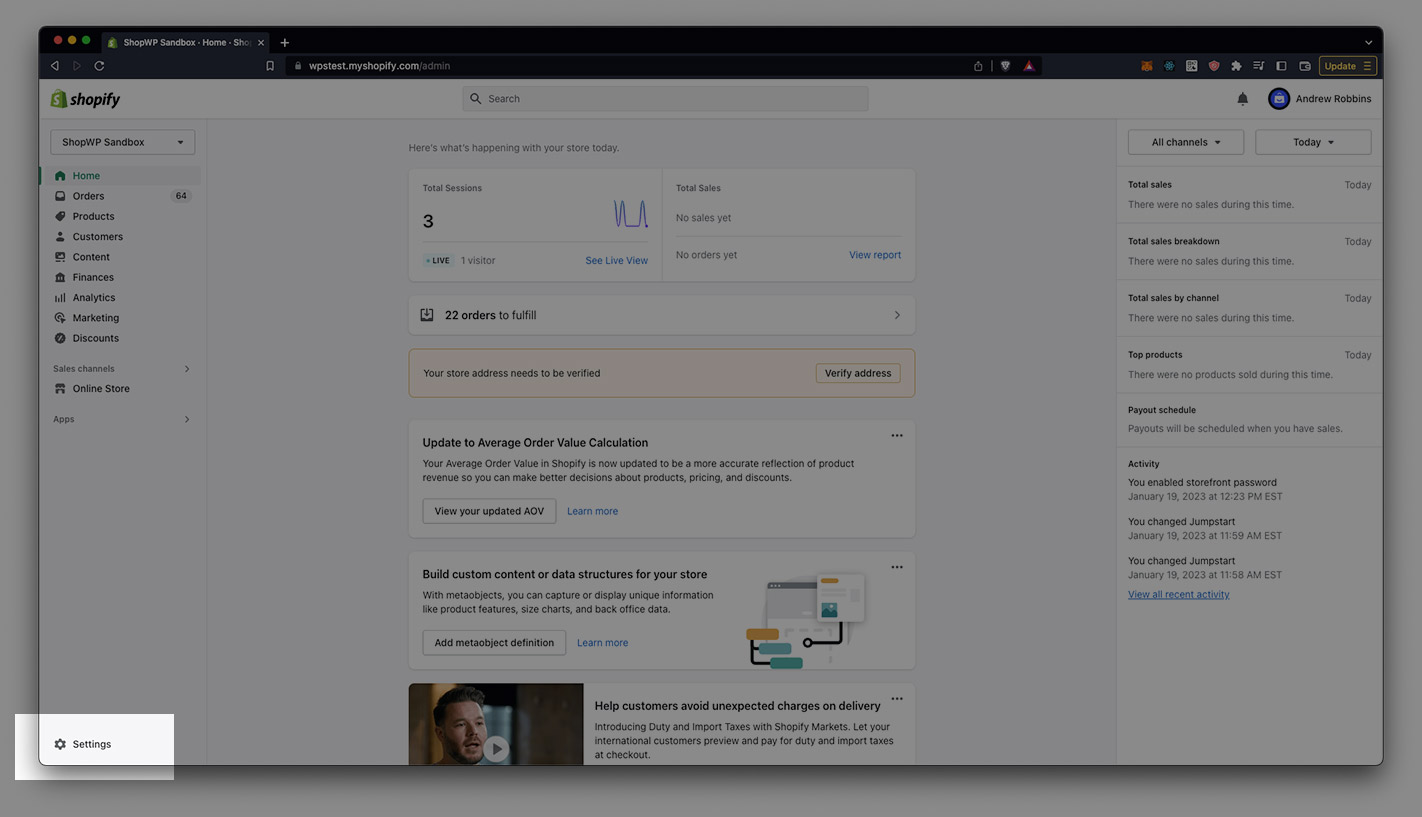 ShopWP Sandbox · Home · Shop
wpstest.myshopify.com/admin
Update
shopify
Search
Andrew Robbins
ShopWP Sandbox
Home
Orders
64
Products
Customers
Content
Finances
Analytics
Marketing
Discounts
Sales channels
Online Store
Apps
Settings
Here's what's happening with your store today.
Total Sessions
3
LIVE
1 visitor
See Live View
Total Sales
No sales yet
No orders yet
View report
22 orders to fulfill
Your store address needs to be verified
Verify address
Update to Average Order Value Calculation
Your Average Order Value in Shopify is now updated to be a more accurate reflection of product
revenue so you can make better decisions about products, pricing, and discounts.
View your updated AOV
Learn more
Build custom content or data structures for your store
With metaobjects, you can capture or display unique information
like product features, size charts, and back office data.
Add metaobject definition
Learn more
Help customers avoid unexpected charges on delivery
Introducing Duty and Import Taxes with Shopify Markets. Let your
international customers preview and pay for duty and import taxes
at checkout.
All channels
Today
Total sales
Today
There were no sales during this time.
Total sales breakdown
Today
There were no sales during this time.
Total sales by channel
Today
There were no sales during this time.
Top products
Today
There were no products sold during this time.
Payout schedule
Payouts will be scheduled when you have sales.
Activity
You enabled storefront password
January 19, 2023 at 12:23 PM EST
You changed Jumpstart
January 19, 2023 at 11:59 AM EST
You changed Jumpstart
January 19, 2023 at 11:58 AM EST
View all recent activity